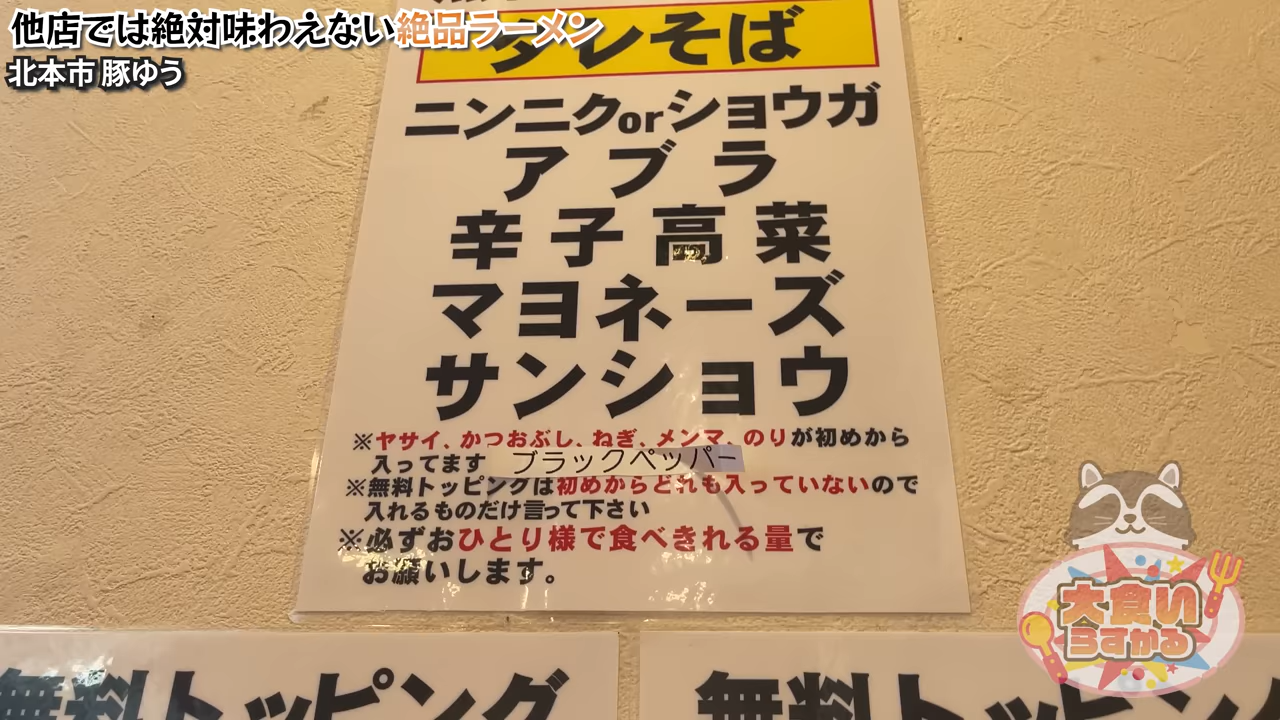 他店では絶対味わえない絶品ラーメン
北本市 豚ゆう
タレそば
ニンニクorショウガ
アブラ
辛子高菜
マヨネーズ
サンショウ
※ヤサイ、かつおぶし、ねぎ、メンマ、のりが初めから
入ってます ブラックペッパー
※無料トッピングは初めからどれも入っていないので
入れるものだけ言って下さい
※必ずおひとり様で食べきれる量で
お願いします。
大食い
らすかる
無料トッピング
無料トッピング